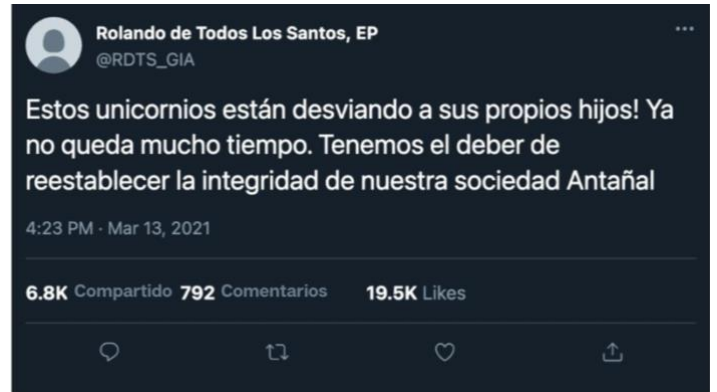 Rolando de Todos Los Santos, EP
@RDTS_GIA
Estos unicornios están desviando a sus propios hijos! Ya
no queda mucho tiempo. Tenemos el deber de
reestablecer la integridad de nuestra sociedad Antañal
4:23 PM · Mar 13, 2021
6.8K Compartido 792 Comentarios 19.5K Likes